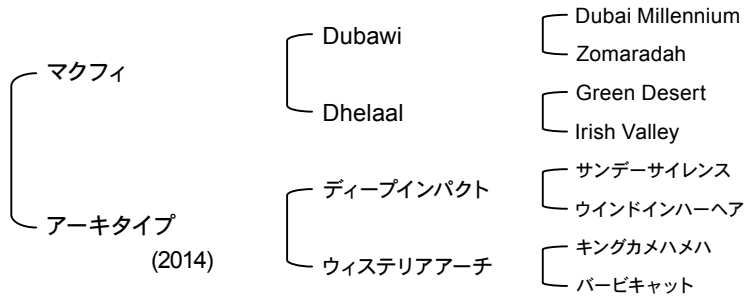 マクフィ
アーキタイプ
(2014)
Dubawi
Dhelaal
ディープインパクト
ウィステリアアーチ
Dubai Millennium
Zomaradah
Green Desert
Irish Valley
サンデーサイレンス
ウインドインハーヘア
キングカメハメハ
バービキャット